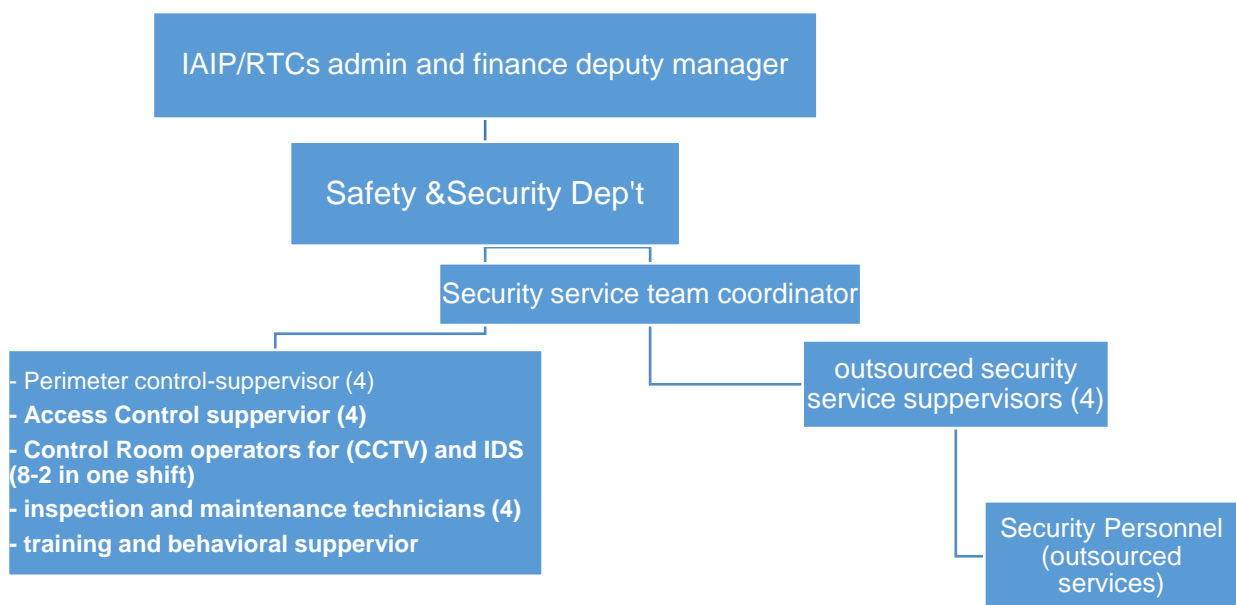 IAIP/RTCs admin and finance deputy manager
Safety &Security Dep't
Security service team coordinator
- Perimeter control-suppervisor (4)
- Access Control suppervior (4)
- Control Room operators for (CCTV) and IDS
(8-2 in one shift)
- inspection and maintenance technicians (4)
- training and behavioral suppervior
outsourced security
service suppervisors (4)
Security Personnel
(outsourced
services)